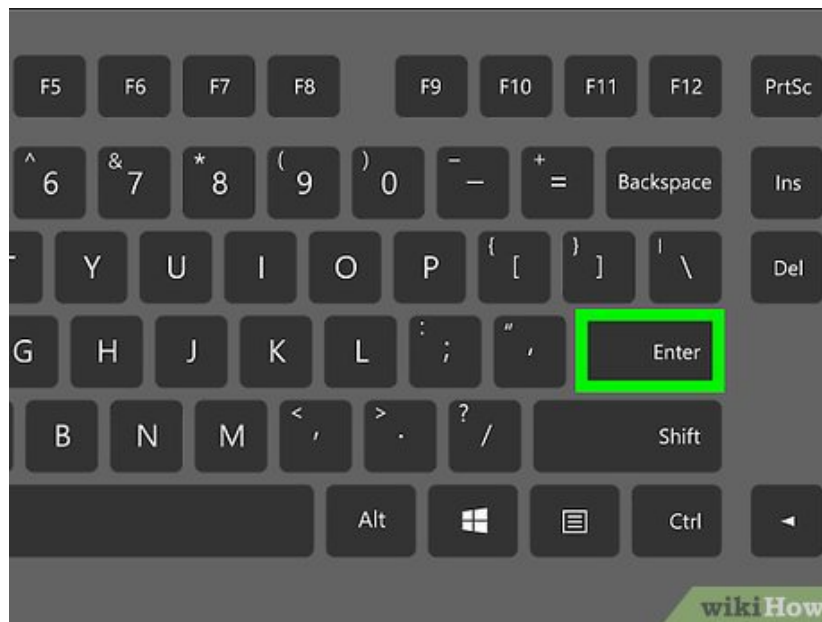 F5 F6 F7 F8 F9 F10 F11 F12 PrtSc
^ 6 & 7 * 8 ( 9 ) 0 _ - + = Backspace Ins
Y U I O P { [ } ] | \ Del
G H J K L : ; " ' Enter
B N M < , > . ? / Shift
Alt Ctrl ◄
wikiHow